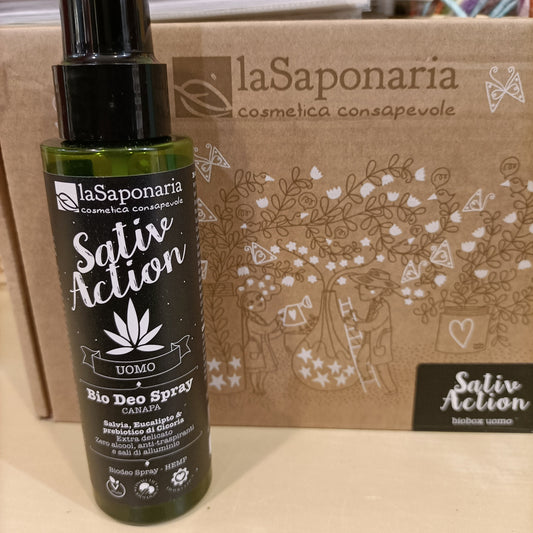 laSaponaria
cosmetica consapevole
laSaponaria
cosmetica consapevole
Sativ
Action
UOMO
Bio Deo Spray
CANAPA
Salvia, Eucalipto &
prebiotico di Cicoria
Extra delicato
Zero alcool, anti-traspiranti
e sali di alluminio
Biodeo Spray - HEMP
Sativ
Action
biobox uomo